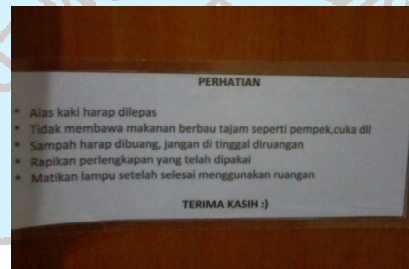 PERHATIAN
* Alas kaki harap dilepas
* Tidak membawa makanan berbau tajam seperti pempek,cuka dll
* Sampah harap dibuang, jangan di tinggal diruangan
* Rapikan perlengkapan yang telah dipakai
* Matikan lampu setelah selesai menggunakan ruangan
TERIMA KASIH :)